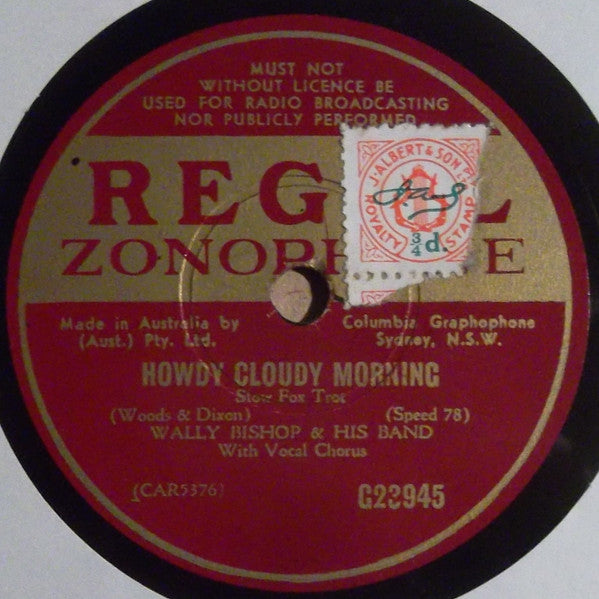 MUST NOT
WITHOUT LICENCE BE
USED FOR RADIO BROADCASTING
NOR PUBLICLY PERFORMED
J. ALBERT & SON P
REG L
ZONOPH E
ROYALTY STAMP
3/4 d.
Made in Australia by Columbia Graphophone
(Aust.) Pty. Ltd. Sydney, N.S.W.
HOWDY CLOUDY MORNING
Slow Fox Trot
(Woods & Dixon) (Speed 78)
WALLY BISHOP & HIS BAND
With Vocal Chorus
(CAR5376) G23945